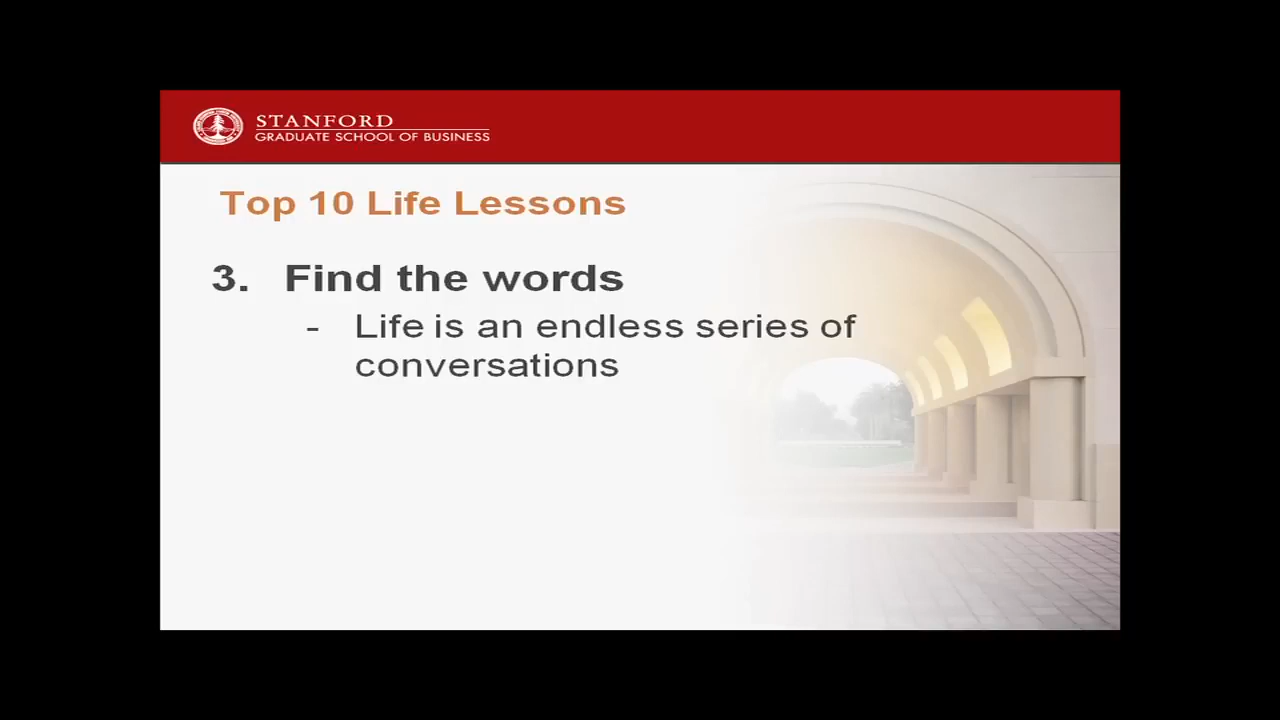 STANFORD
GRADUATE SCHOOL OF BUSINESS
Top 10 Life Lessons
3. Find the words
- Life is an endless series of
conversations